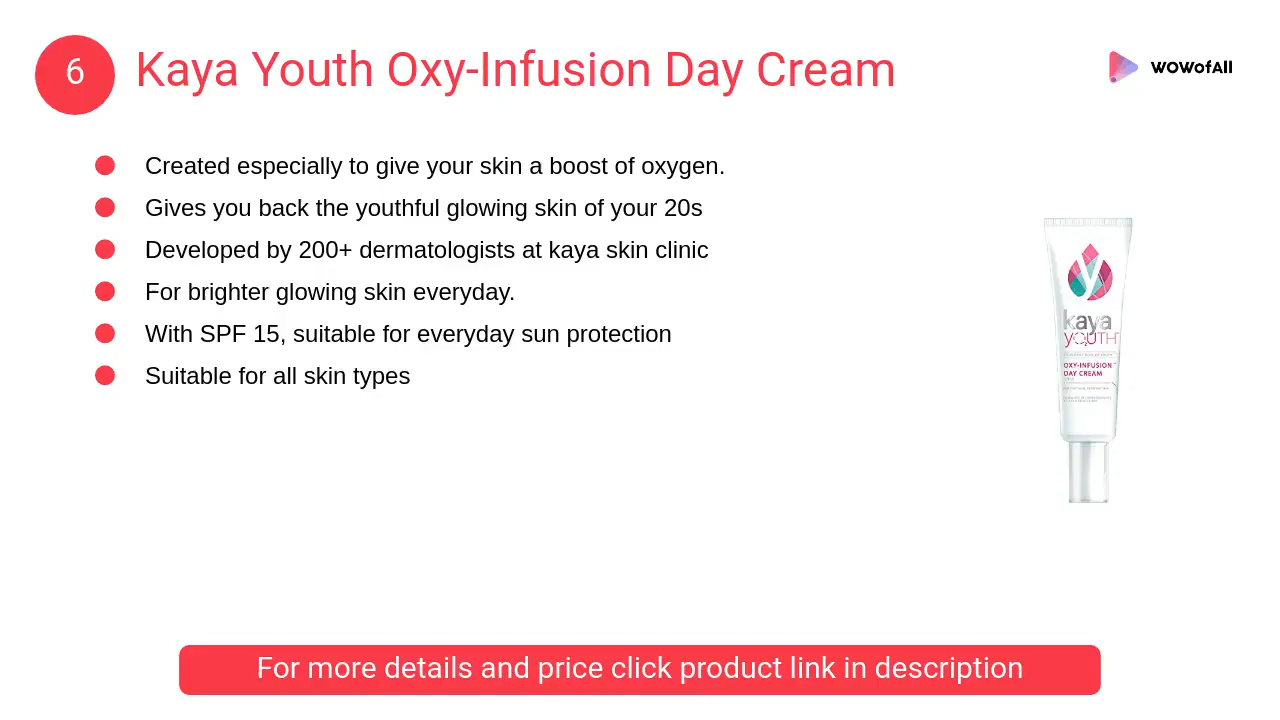 6
Kaya Youth Oxy-Infusion Day Cream
WOWofAll
Created especially to give your skin a boost of oxygen.
Gives you back the youthful glowing skin of your 20s
Developed by 200+ dermatologists at kaya skin clinic
For brighter glowing skin everyday.
With SPF 15, suitable for everyday sun protection
Suitable for all skin types
kaya
YOUTH
OXY-INFUSION
DAY CREAM
For more details and price click product link in description